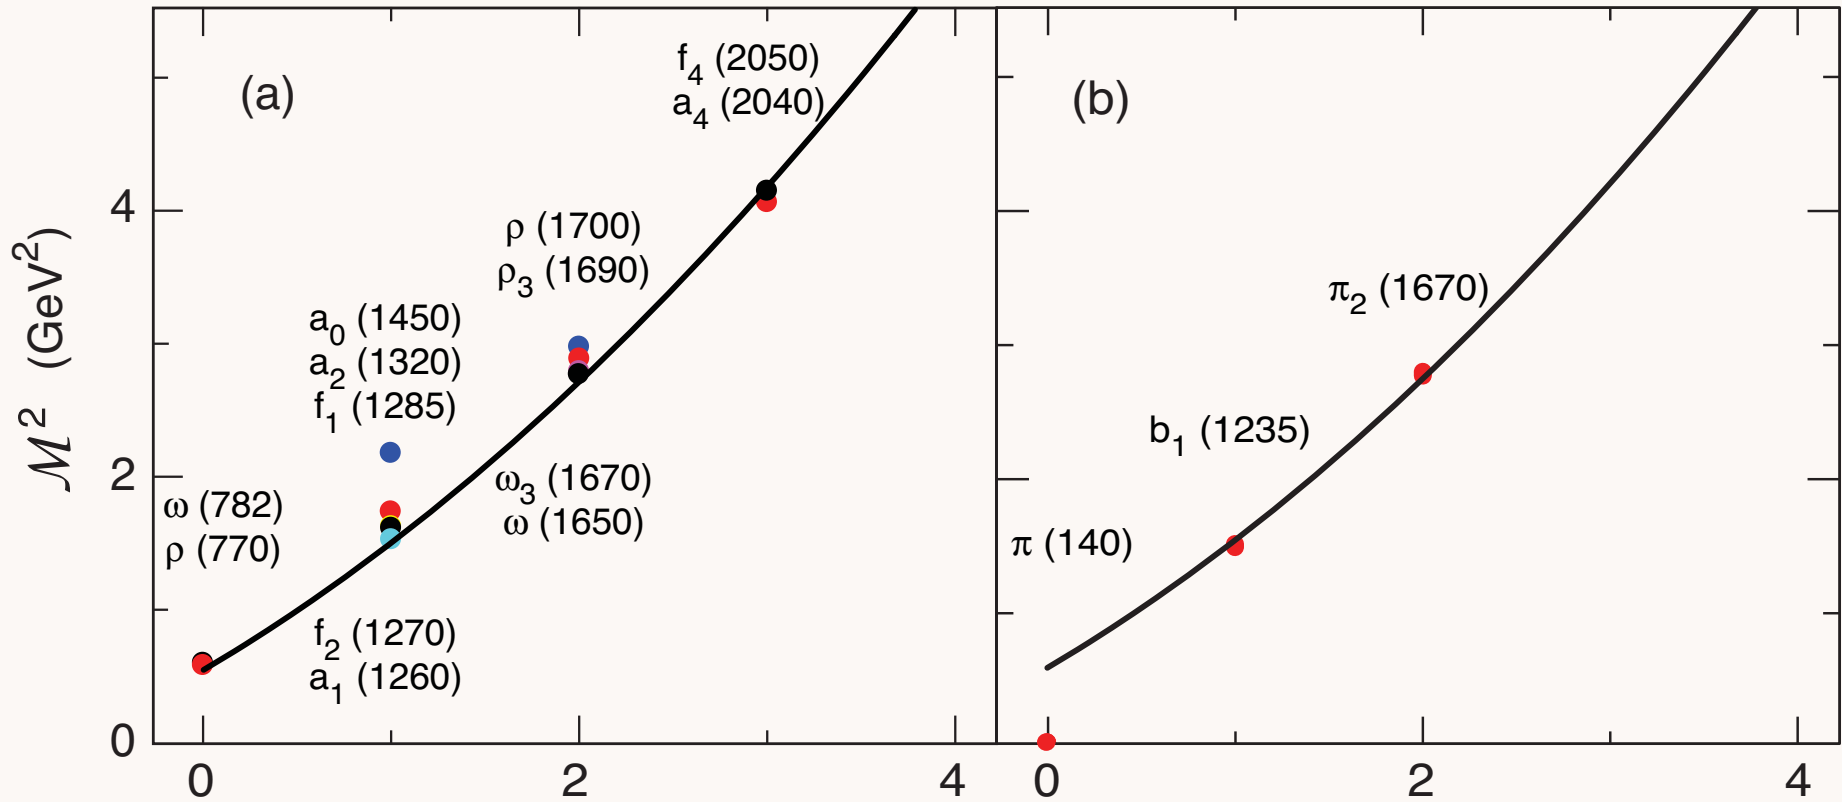 (a)
f4 (2050)
a4 (2040)
4
ρ (1700)
ρ3 (1690)
a0 (1450)
a2 (1320)
f1 (1285)
ℳ² (GeV²)
2
ω (782)
ρ (770)
ω3 (1670)
ω (1650)
f2 (1270)
a1 (1260)
0
0 2 4
(b)
π2 (1670)
b1 (1235)
π (140)
0 2 4